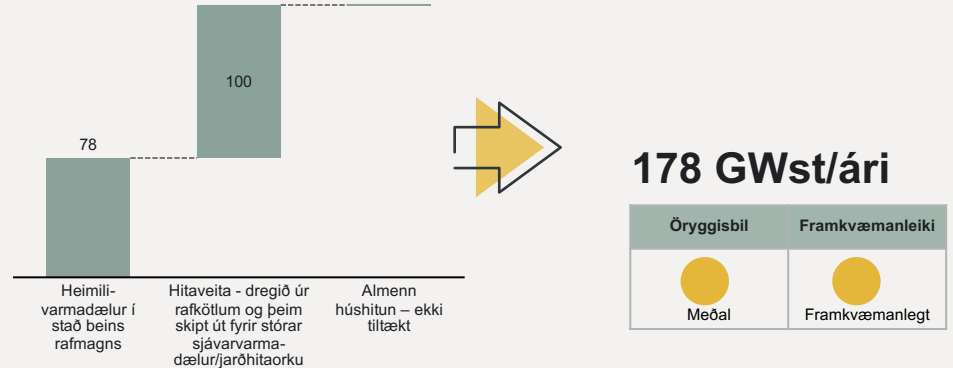 100
78
Heimili-
varmadælur í
stað beins
rafmagns
Hitaveita - dregið úr
rafkötlum og þeim
skipt út fyrir stórar
sjávarvarma-
dælur/jarðhitaorku
Almenn
húshitun – ekki
tiltækt
178 GWst/ári
Öryggisbil
Framkvæmanleiki
Meðal
Framkvæmanlegt